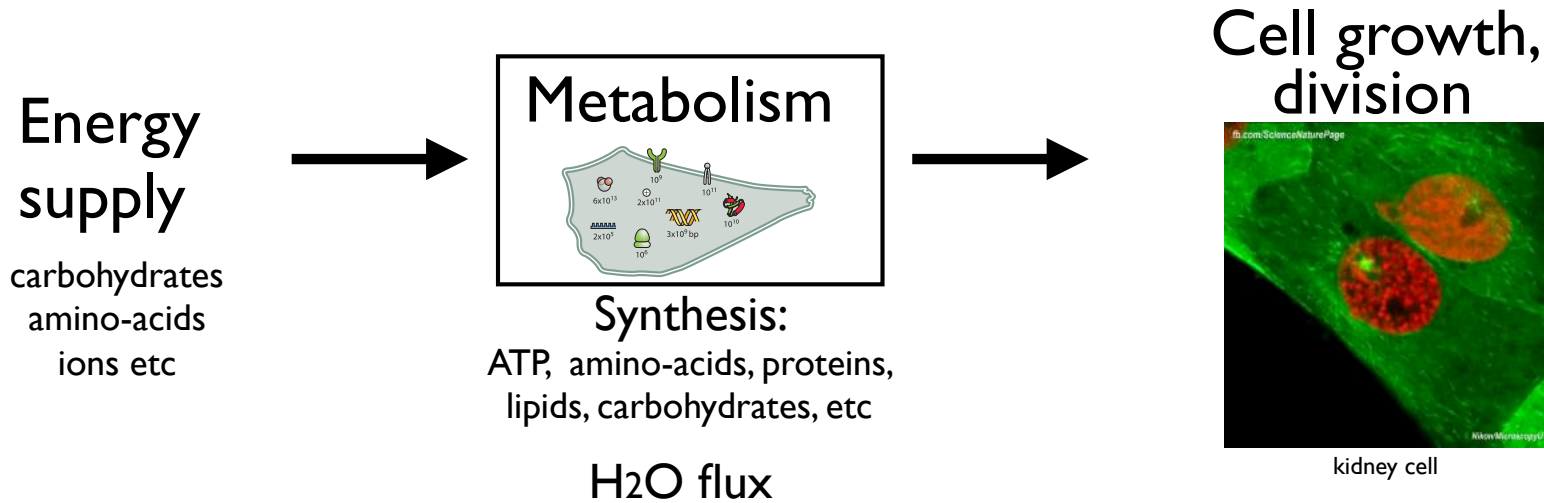 Energy
supply
carbohydrates
amino-acids
ions etc
Metabolism
10⁹
10¹¹
6x10¹³
2x10¹¹
10¹⁰
3x10⁹ bp
2x10⁵
10⁶
Synthesis:
ATP, amino-acids, proteins,
lipids, carbohydrates, etc
H2O flux
Cell growth,
division
fb.com/ScienceNaturePage
kidney cell